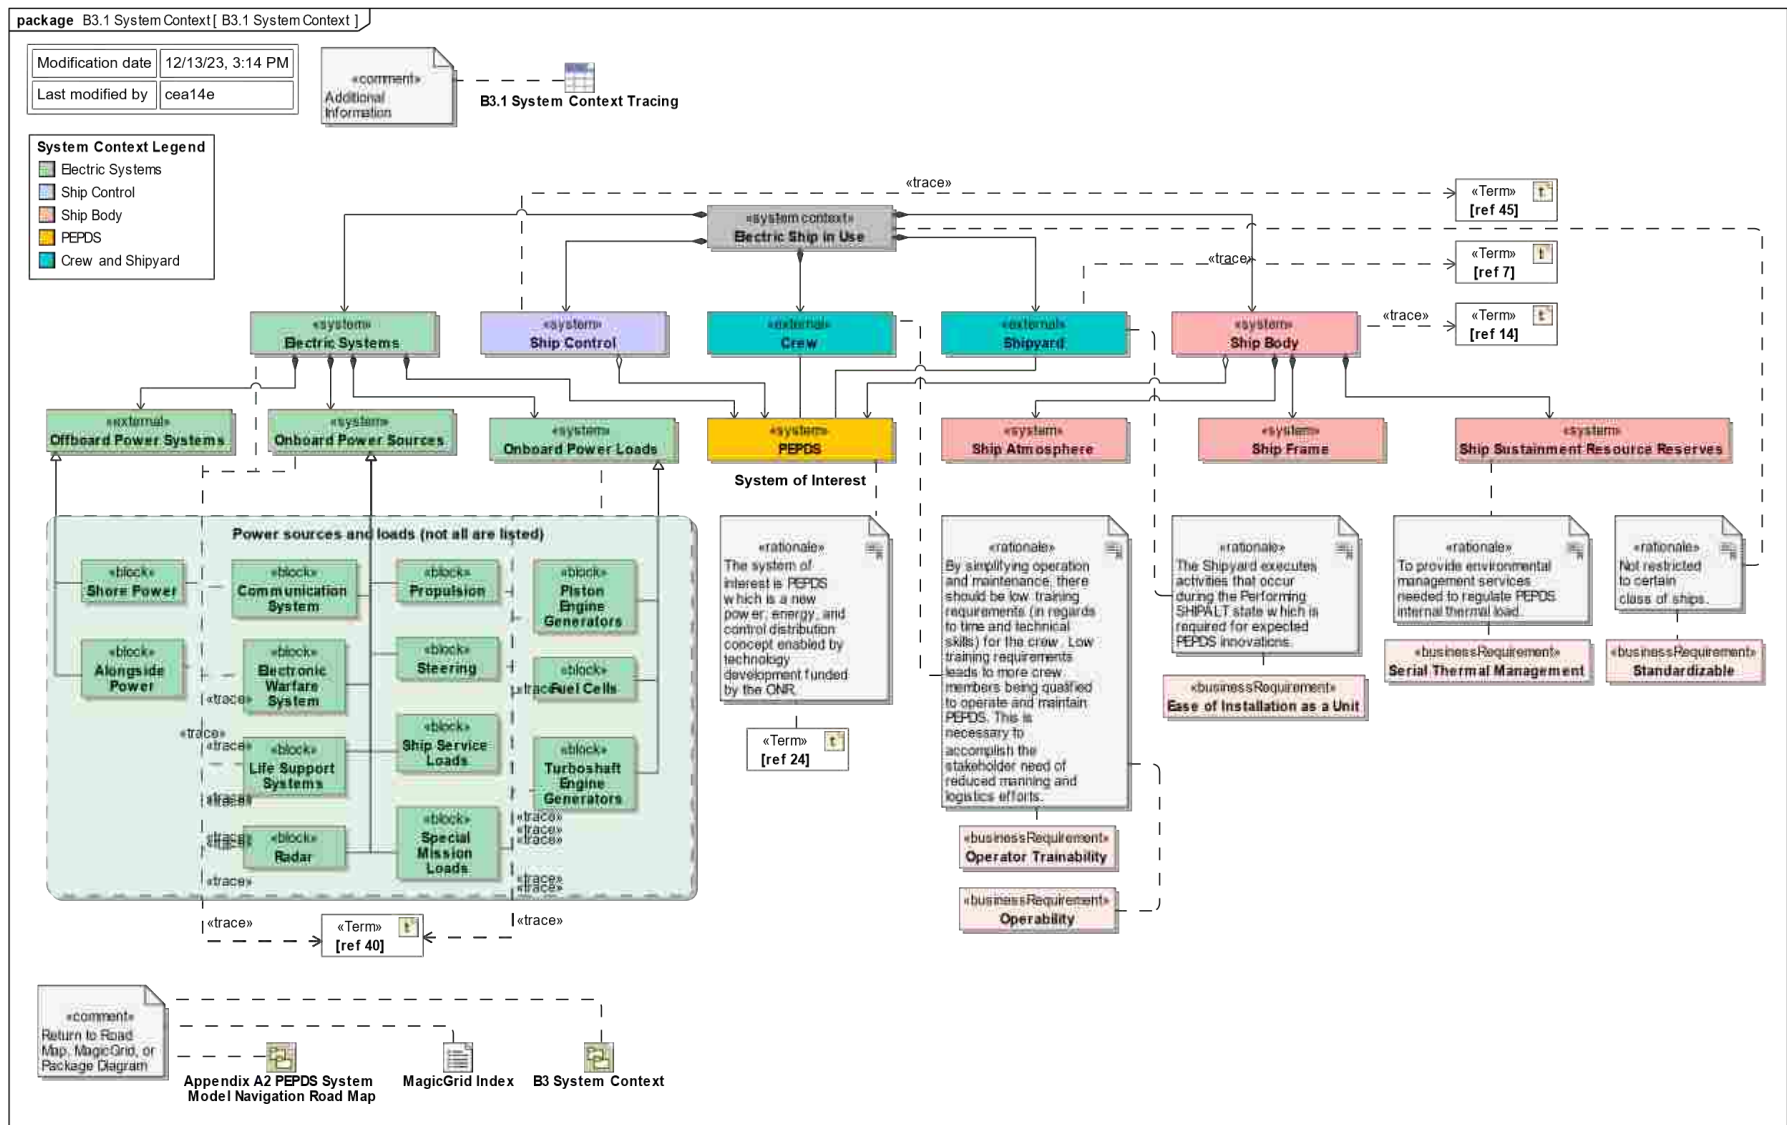 package B3.1 System Context [ B3.1 System Context ]
Modification date 12/13/23, 3:14 PM
Last modified by cea14e
«comment»
Additional
Information
B3.1 System Context Tracing
System Context Legend
Electric Systems
Ship Control
Ship Body
PEPDS
Crew and Shipyard
«trace»
«Term»
[ref 45]
«system context»
Electric Ship in Use
«trace»
«Term»
[ref 7]
«trace»
«Term»
[ref 14]
«system»
Electric Systems
«system»
Ship Control
«external»
Crew
«external»
Shipyard
«system»
Ship Body
«external»
Offboard Power Systems
«system»
Onboard Power Sources
«system»
Onboard Power Loads
«system»
PEPDS
System of Interest
«system»
Ship Atmosphere
«system»
Ship Frame
«system»
Ship Sustainment Resource Reserves
Power sources and loads (not all are listed)
«block»
Shore Power
«block»
Alongside
Power
«block»
Communication
System
«block»
Electronic
Warfare
System
«block»
Life Support
Systems
«block»
Radar
«block»
Propulsion
«block»
Steering
«block»
Ship Service
Loads
«block»
Special
Mission
Loads
«block»
Piston
Engine
Generators
«block»
Fuel Cells
«block»
Turboshaft
Engine
Generators
«trace»
«trace»
«trace»
«trace»
«trace»
«trace»
«trace»
«trace»
«trace»
«trace»
«trace»
«trace»
«trace»
«trace»
«Term»
[ref 40]
«rationale»
The system of
interest is PEPDS
which is a new
power, energy, and
control distribution
concept enabled by
technology
development funded
by the ONR.
«Term»
[ref 24]
«rationale»
By simplifying operation
and maintenance, there
should be low training
requirements (in regards
to time and technical
skills) for the crew. Low
training requirements
leads to more crew
members being qualified
to operate and maintain
PEPDS. This is
necessary to
accomplish the
stakeholder need of
reduced manning and
logistics efforts.
«businessRequirement»
Operator Trainability
«businessRequirement»
Operability
«rationale»
The Shipyard executes
activities that occur
during the Performing
SHIPALT state which is
required for expected
PEPDS innovations.
«businessRequirement»
Ease of Installation as a Unit
«rationale»
To provide environmental
management services
needed to regulate PEPDS
internal thermal load.
«businessRequirement»
Serial Thermal Management
«rationale»
Not restricted
to certain
class of ships.
«businessRequirement»
Standardizable
«comment»
Return to Road
Map, MagicGrid, or
Package Diagram
Appendix A2 PEPDS System
Model Navigation Road Map
MagicGrid Index
B3 System Context